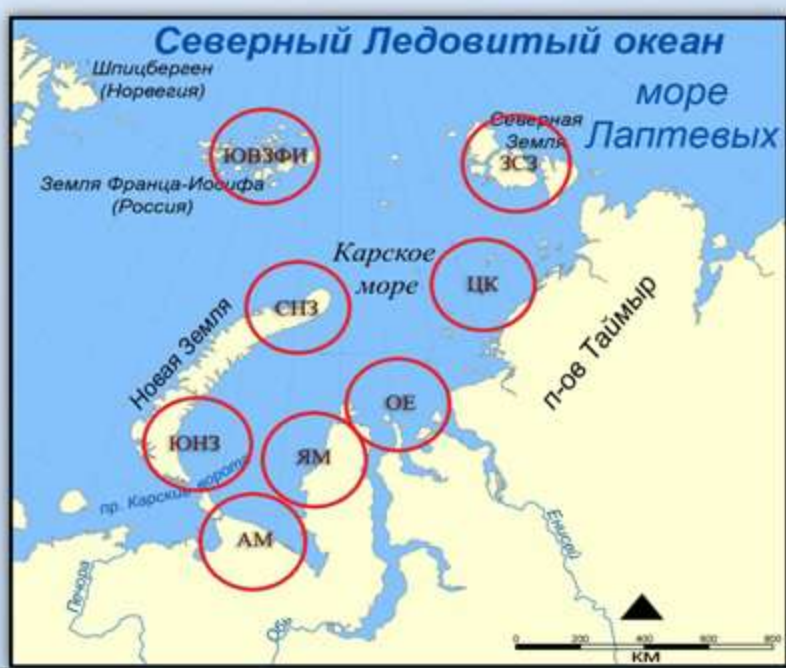 Северный Ледовитый океан
Шпицберген
(Норвегия)
море
Лаптевых
Северная
Земля
ЮВЗФИ
ЗСЗ
Земля Франца-Иосифа
(Россия)
Карское
море
ЦК
СНЗ
Новая Земля
п-ов Таймыр
ОЕ
ЮНЗ
ЯМ
пр. Карские ворота
АМ
Енисей
Печора
Обь
0 200 400 600 800
КМ